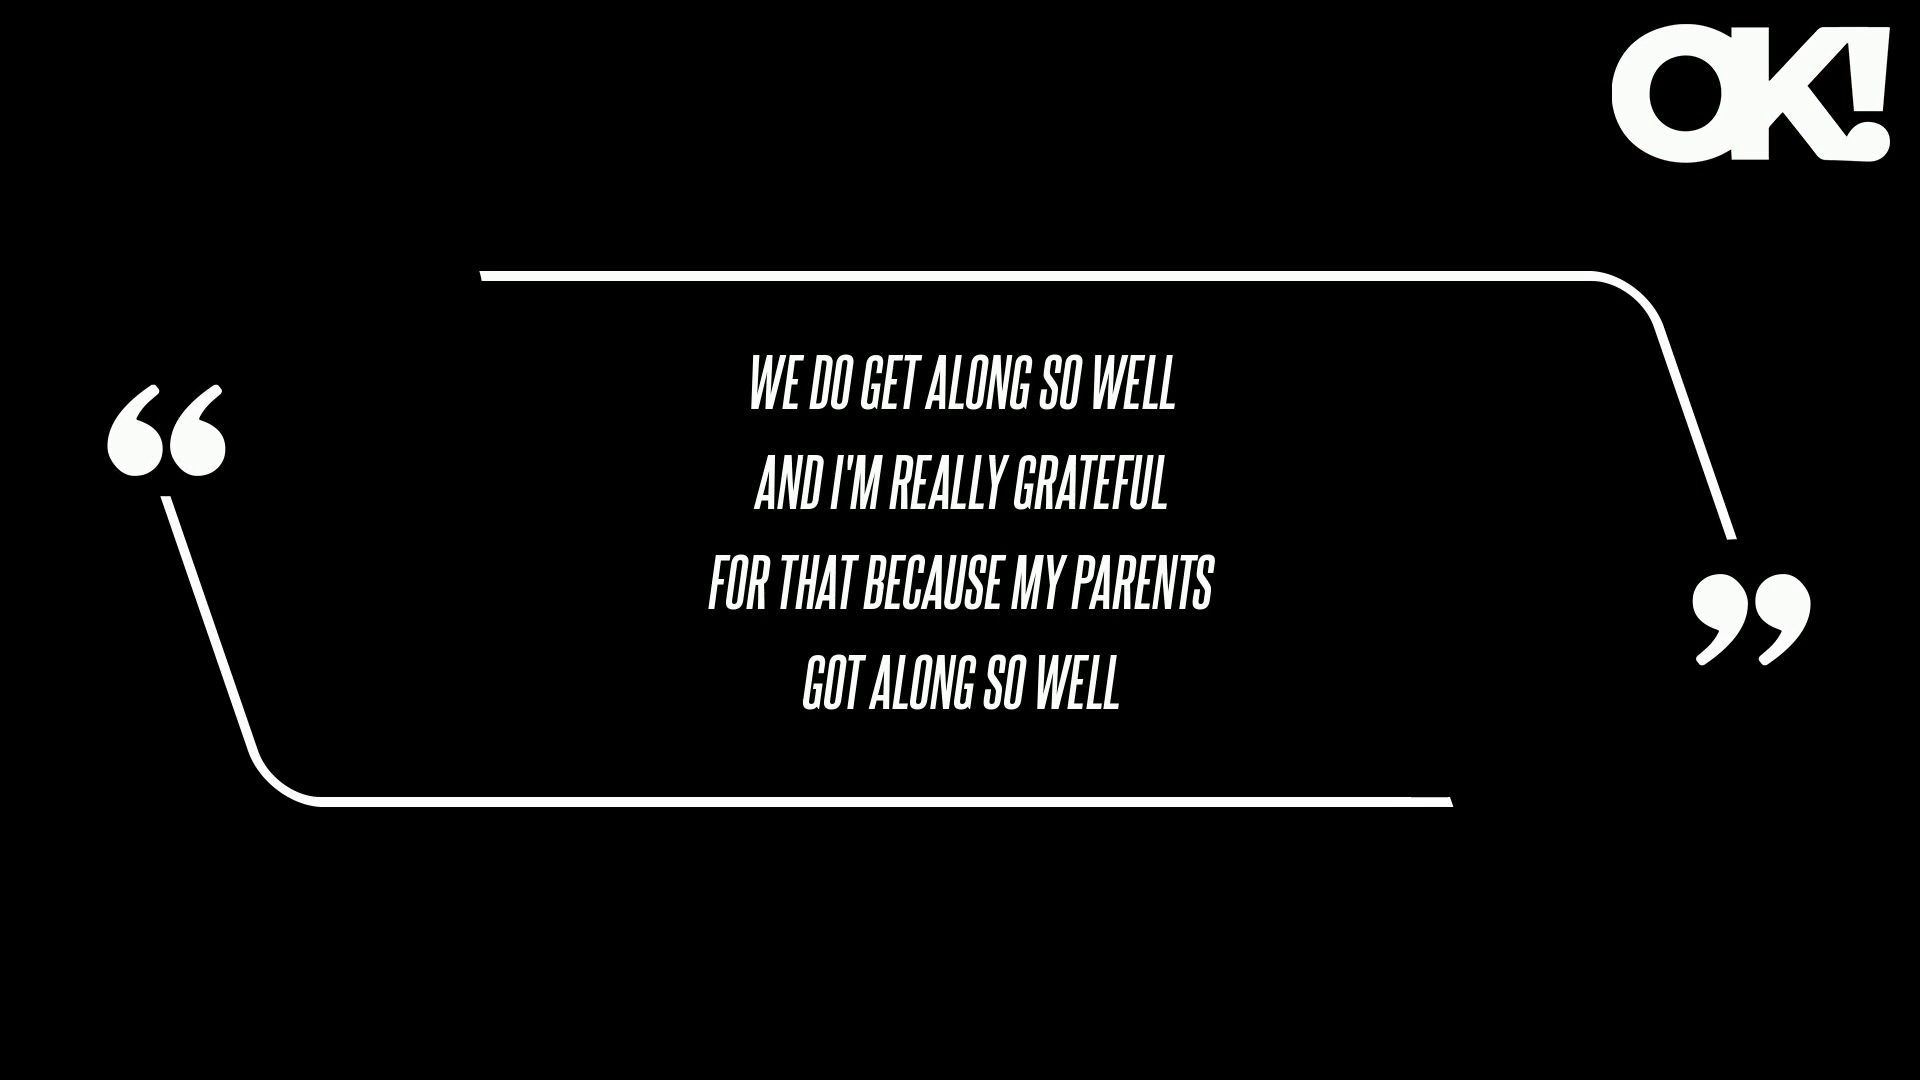 OK!
“
WE DO GET ALONG SO WELL
AND I'M REALLY GRATEFUL
FOR THAT BECAUSE MY PARENTS
GOT ALONG SO WELL
”